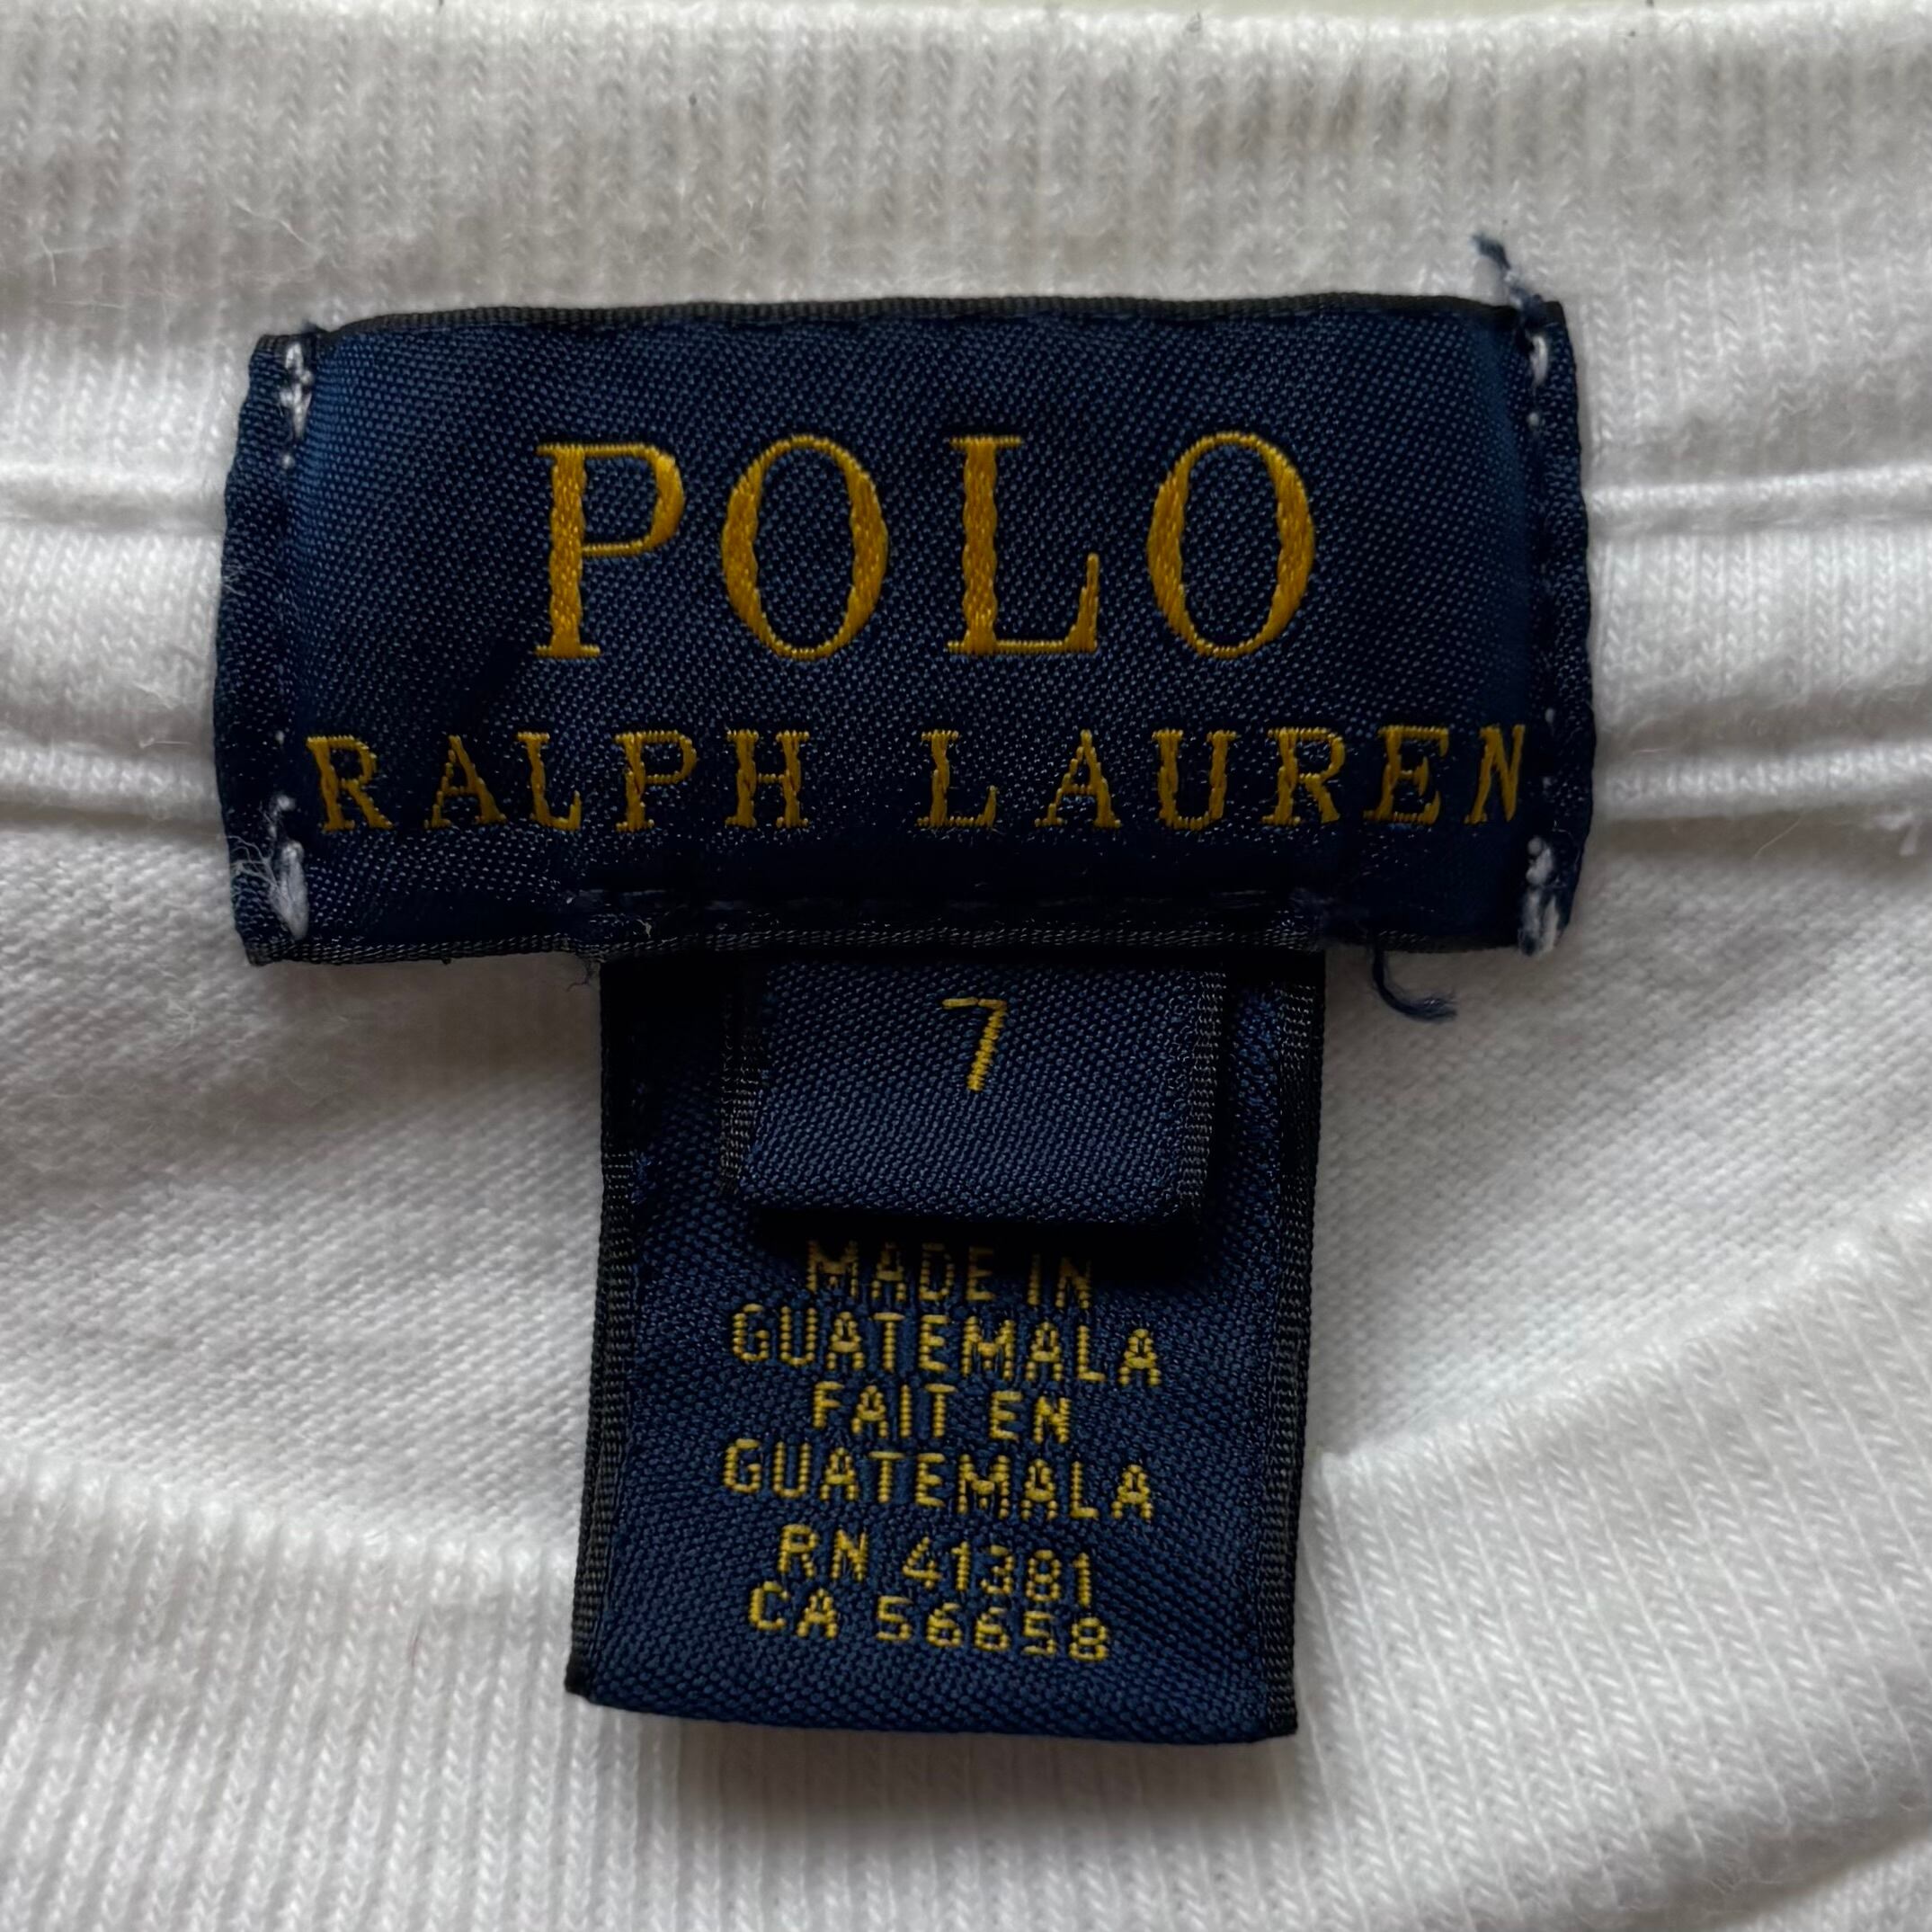 POLO
RALPH LAUREN
7
MADE IN
GUATEMALA
FAIT EN
GUATEMALA
RN 41381
CA 56658